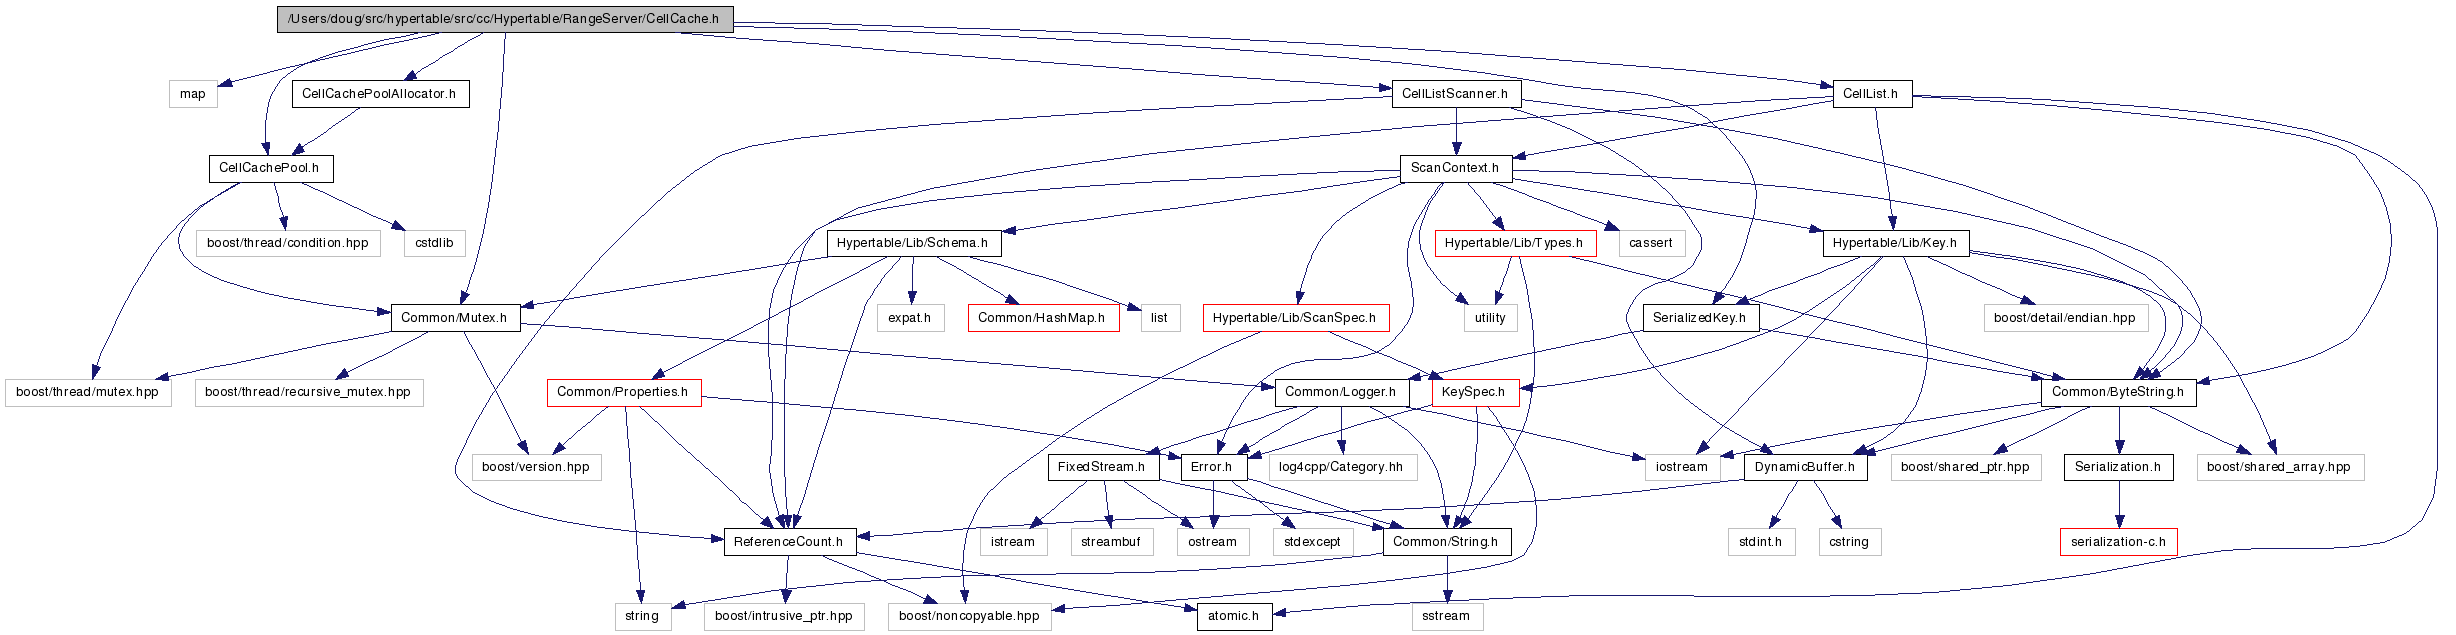 /Users/doug/src/hypertable/src/cc/Hypertable/RangeServer/CellCache.h
map
CellCachePoolAllocator.h
CellListScanner.h
CellList.h
CellCachePool.h
ScanContext.h
boost/thread/condition.hpp
cstdlib
Hypertable/Lib/Schema.h
Hypertable/Lib/Types.h
cassert
Hypertable/Lib/Key.h
Common/Mutex.h
expat.h
Common/HashMap.h
list
Hypertable/Lib/ScanSpec.h
utility
SerializedKey.h
boost/detail/endian.hpp
boost/thread/mutex.hpp
boost/thread/recursive_mutex.hpp
Common/Properties.h
Common/Logger.h
KeySpec.h
Common/ByteString.h
boost/version.hpp
FixedStream.h
Error.h
log4cpp/Category.hh
iostream
DynamicBuffer.h
boost/shared_ptr.hpp
Serialization.h
boost/shared_array.hpp
ReferenceCount.h
istream
streambuf
ostream
stdexcept
Common/String.h
stdint.h
cstring
serialization-c.h
string
boost/intrusive_ptr.hpp
boost/noncopyable.hpp
atomic.h
sstream